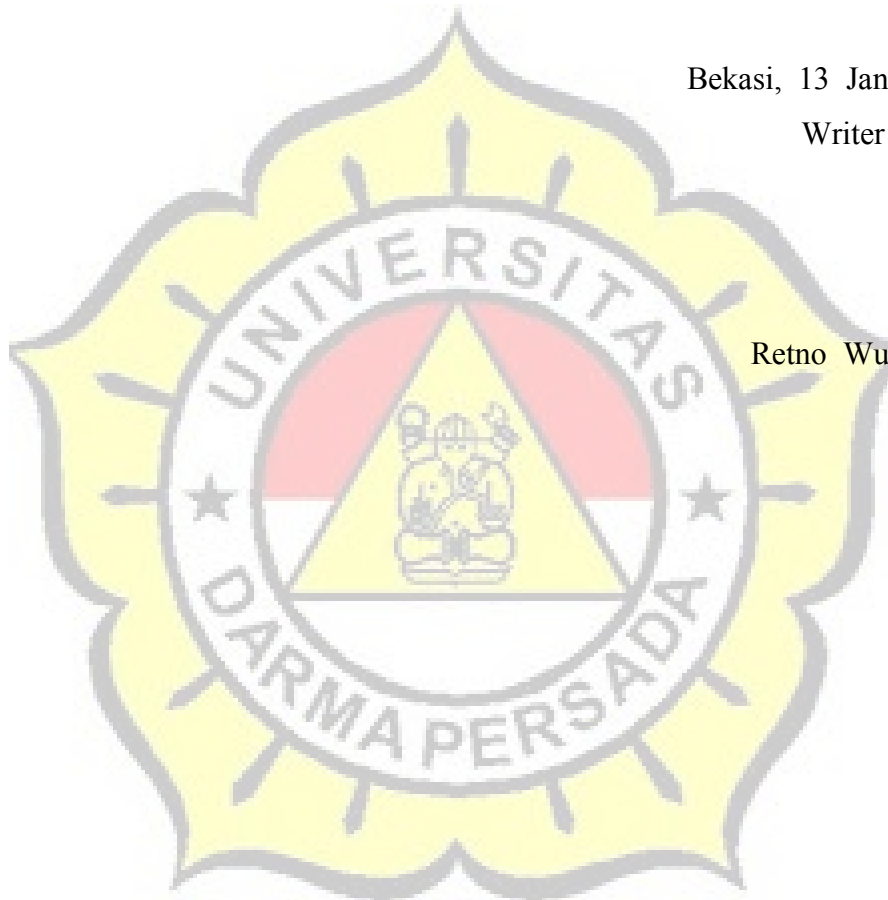 Bekasi, 13 Jan
Writer
UNIVERSITAS
Retno Wu
DARMA PERSADA